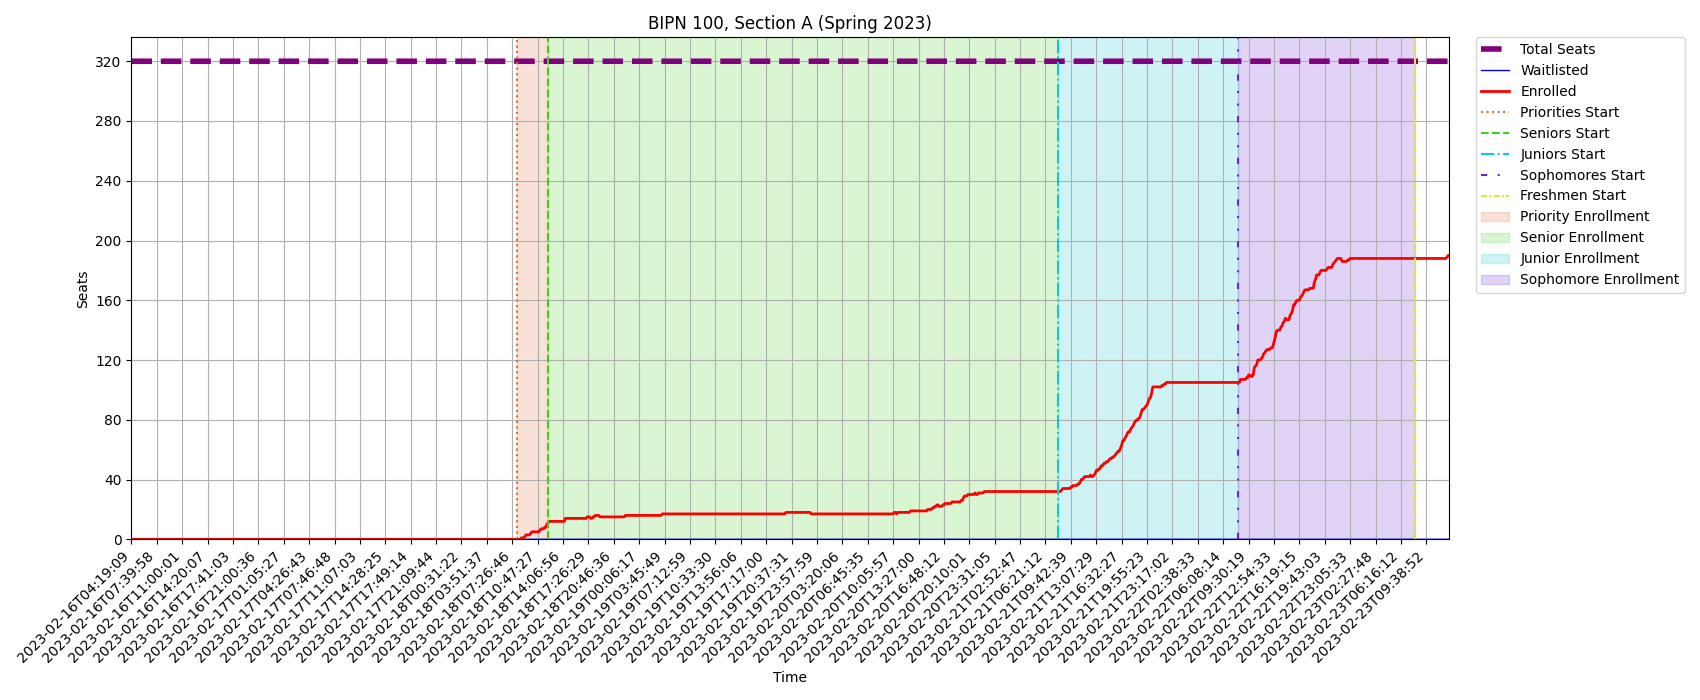 BIPN 100, Section A (Spring 2023)
Seats
320
280
240
200
160
120
80
40
0
2023-02-16T04:19:09
2023-02-16T07:39:58
2023-02-16T11:00:01
2023-02-16T14:20:07
2023-02-16T17:41:03
2023-02-16T21:00:36
2023-02-17T01:05:27
2023-02-17T04:26:43
2023-02-17T07:46:48
2023-02-17T11:07:03
2023-02-17T14:28:25
2023-02-17T17:49:14
2023-02-17T21:09:44
2023-02-18T00:31:22
2023-02-18T03:51:37
2023-02-18T07:26:46
2023-02-18T10:47:27
2023-02-18T14:06:56
2023-02-18T17:26:29
2023-02-18T20:46:36
2023-02-19T00:06:17
2023-02-19T03:45:49
2023-02-19T07:12:59
2023-02-19T10:33:30
2023-02-19T13:56:06
2023-02-19T17:17:00
2023-02-19T20:37:31
2023-02-19T23:57:59
2023-02-20T03:20:06
2023-02-20T06:45:35
2023-02-20T10:05:57
2023-02-20T13:27:00
2023-02-20T16:48:12
2023-02-20T20:10:01
2023-02-20T23:31:05
2023-02-21T02:52:47
2023-02-21T06:21:12
2023-02-21T09:42:39
2023-02-21T13:07:29
2023-02-21T16:32:27
2023-02-21T19:55:23
2023-02-21T23:17:02
2023-02-22T02:38:33
2023-02-22T06:08:14
2023-02-22T09:30:19
2023-02-22T12:54:33
2023-02-22T16:19:15
2023-02-22T19:43:03
2023-02-22T23:05:33
2023-02-23T02:27:48
2023-02-23T06:16:12
2023-02-23T09:38:52
Time
Total Seats
Waitlisted
Enrolled
Priorities Start
Seniors Start
Juniors Start
Sophomores Start
Freshmen Start
Priority Enrollment
Senior Enrollment
Junior Enrollment
Sophomore Enrollment